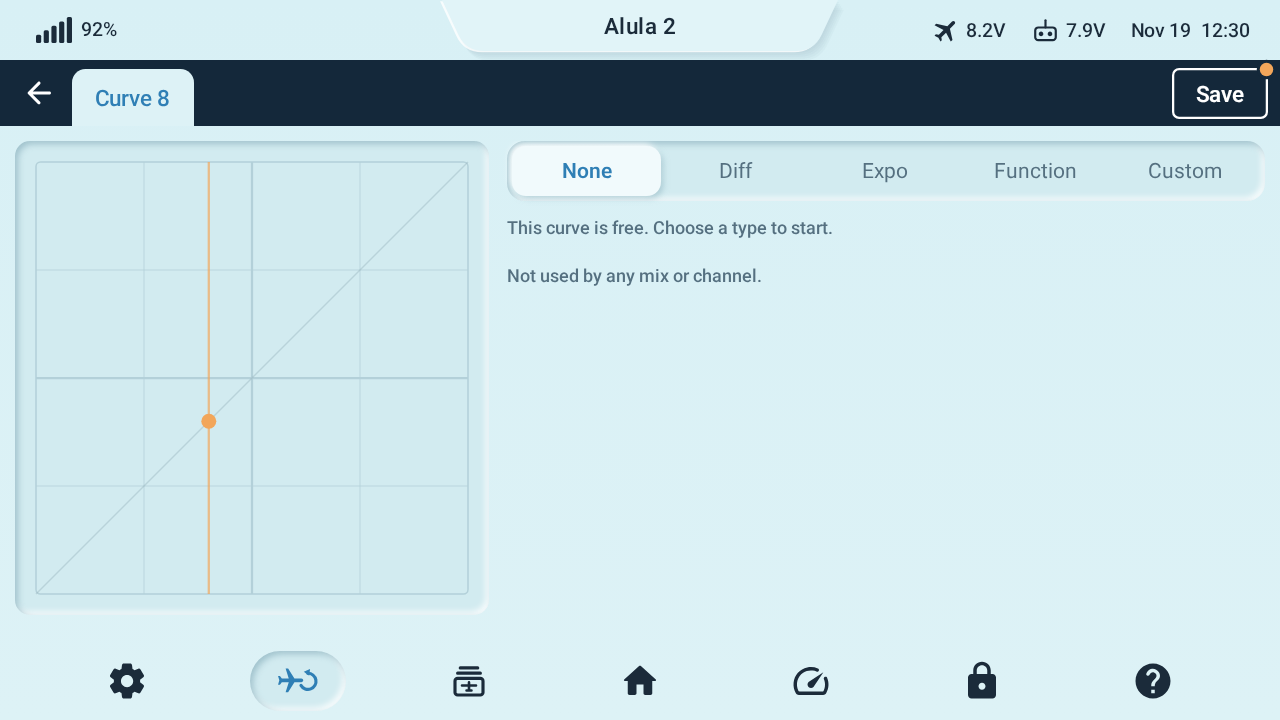 92%
Alula 2
8.2V
7.9V
Nov 19 12:30
Curve 8
Save
None
Diff
Expo
Function
Custom
This curve is free. Choose a type to start.
Not used by any mix or channel.